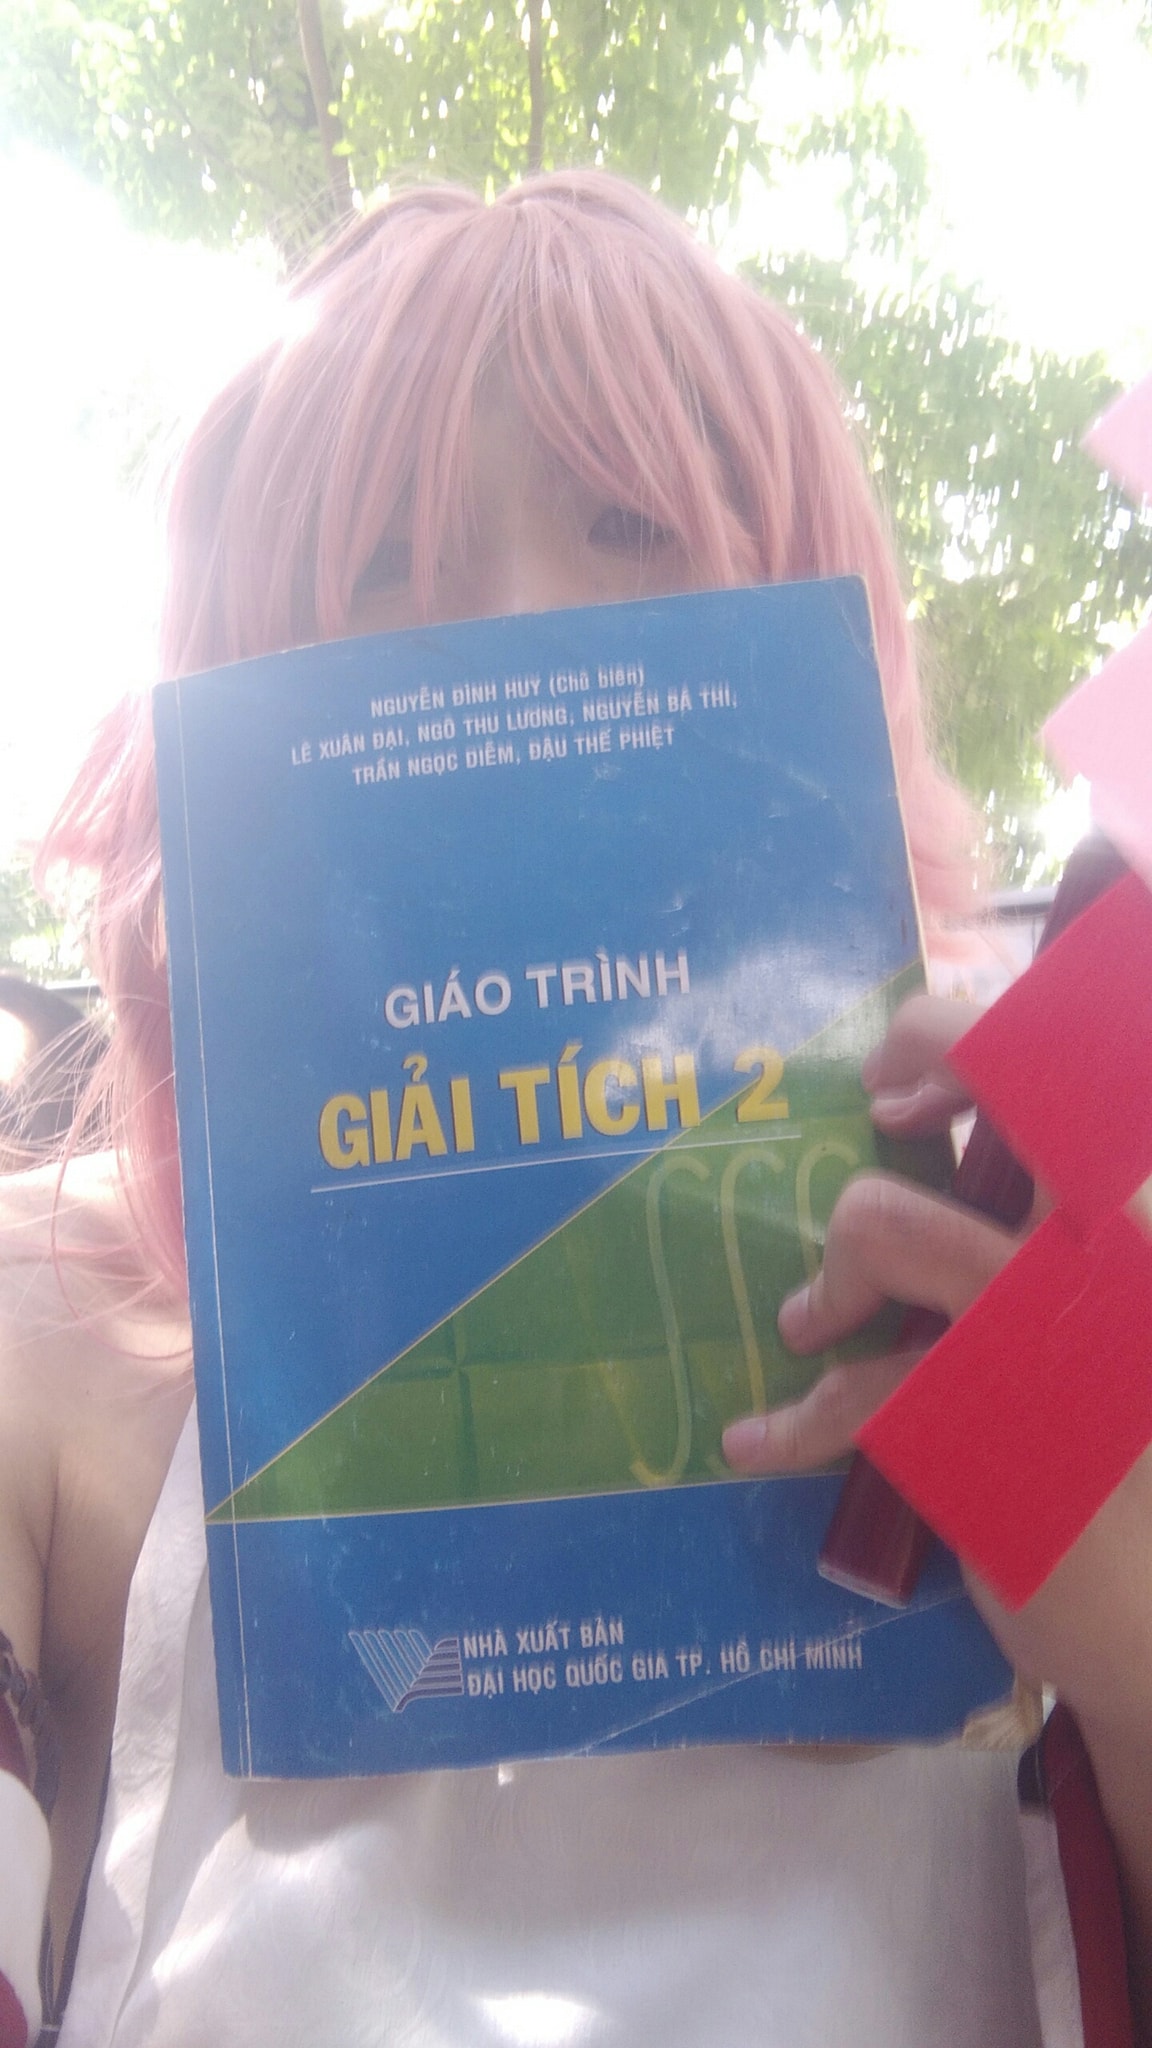 NGUYỄN ĐÌNH HUY (Chủ biên)
LÊ XUÂN ĐẠI, NGÔ THU LƯƠNG, NGUYỄN BÁ THI,
TRẦN NGỌC DIỄM, ĐẬU THẾ PHIỆT
GIÁO TRÌNH
GIẢI TÍCH 2
NHÀ XUẤT BẢN
ĐẠI HỌC QUỐC GIA TP. HỒ CHÍ MINH